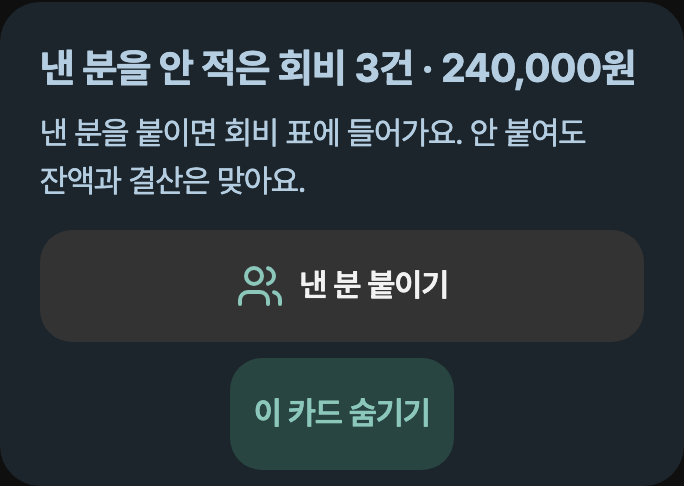 낸 분을 안 적은 회비 3건 · 240,000원
낸 분을 붙이면 회비 표에 들어가요. 안 붙여도
잔액과 결산은 맞아요.
낸 분 붙이기
이 카드 숨기기